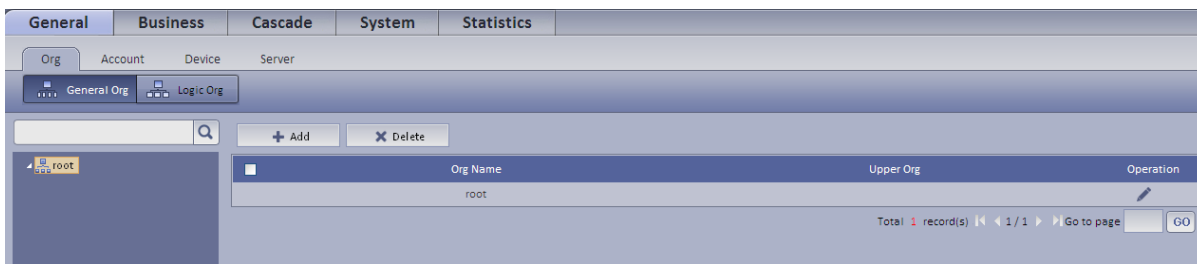 General Business Cascade System Statistics
Org Account Device Server
General Org Logic Org
Add Delete
root
Org Name Upper Org Operation
root
Total 1 record(s) 1 / 1 Go to page GO